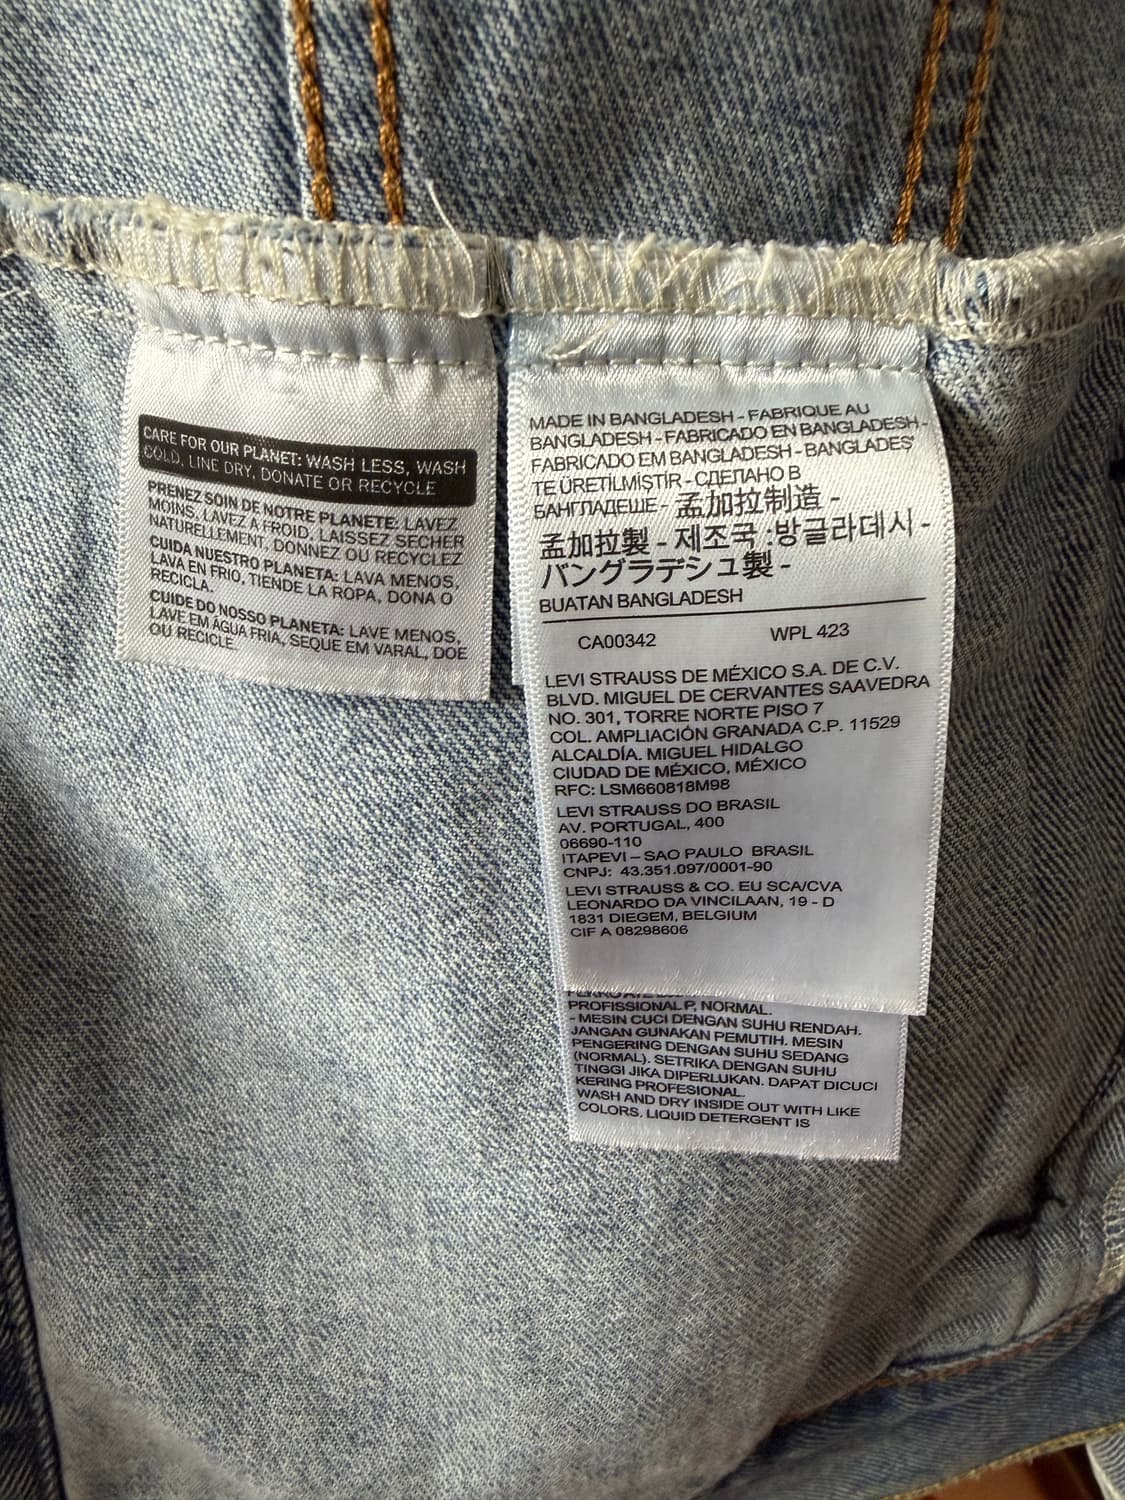 CARE FOR OUR PLANET: WASH LESS, WASH
COLD, LINE DRY, DONATE OR RECYCLE
PRENEZ SOIN DE NOTRE PLANETE: LAVEZ
MOINS, LAVEZ A FROID, LAISSEZ SECHER
NATURELLEMENT, DONNEZ OU RECYCLEZ
CUIDA NUESTRO PLANETA: LAVA MENOS,
LAVA EN FRIO, TIENDE LA ROPA, DONA O
RECICLA.
CUIDE DO NOSSO PLANETA: LAVE MENOS,
LAVE EM ÁGUA FRIA, SEQUE EM VARAL, DOE
OU RECICLE.
MADE IN BANGLADESH - FABRIQUE AU
BANGLADESH - FABRICADO EN BANGLADESH -
FABRICADO EM BANGLADESH - BANGLADEŞ'
TE ÜRETİLMİSTİR - СДЕЛАНО В
БАНГЛАДЕШЕ - 孟加拉制造 -
孟加拉製 - 제조국 :방글라데시 -
バングラデシュ製 -
BUATAN BANGLADESH
CA00342 WPL 423
LEVI STRAUSS DE MÉXICO S.A. DE C.V.
BLVD. MIGUEL DE CERVANTES SAAVEDRA
NO. 301, TORRE NORTE PISO 7
COL. AMPLIACIÓN GRANADA C.P. 11529
ALCALDÍA. MIGUEL HIDALGO
CIUDAD DE MÉXICO, MÉXICO
RFC: LSM660818M98
LEVI STRAUSS DO BRASIL
AV. PORTUGAL, 400
06690-110
ITAPEVI – SAO PAULO BRASIL
CNPJ: 43.351.097/0001-90
LEVI STRAUSS & CO. EU SCA/CVA
LEONARDO DA VINCILAAN, 19 - D
1831 DIEGEM, BELGIUM
CIF A 08298606
PROFISSIONAL P, NORMAL.
- MESIN CUCI DENGAN SUHU RENDAH.
JANGAN GUNAKAN PEMUTIH. MESIN
PENGERING DENGAN SUHU SEDANG
(NORMAL). SETRIKA DENGAN SUHU
TINGGI JIKA DIPERLUKAN. DAPAT DICUCI
KERING PROFESIONAL.
WASH AND DRY INSIDE OUT WITH LIKE
COLORS, LIQUID DETERGENT IS